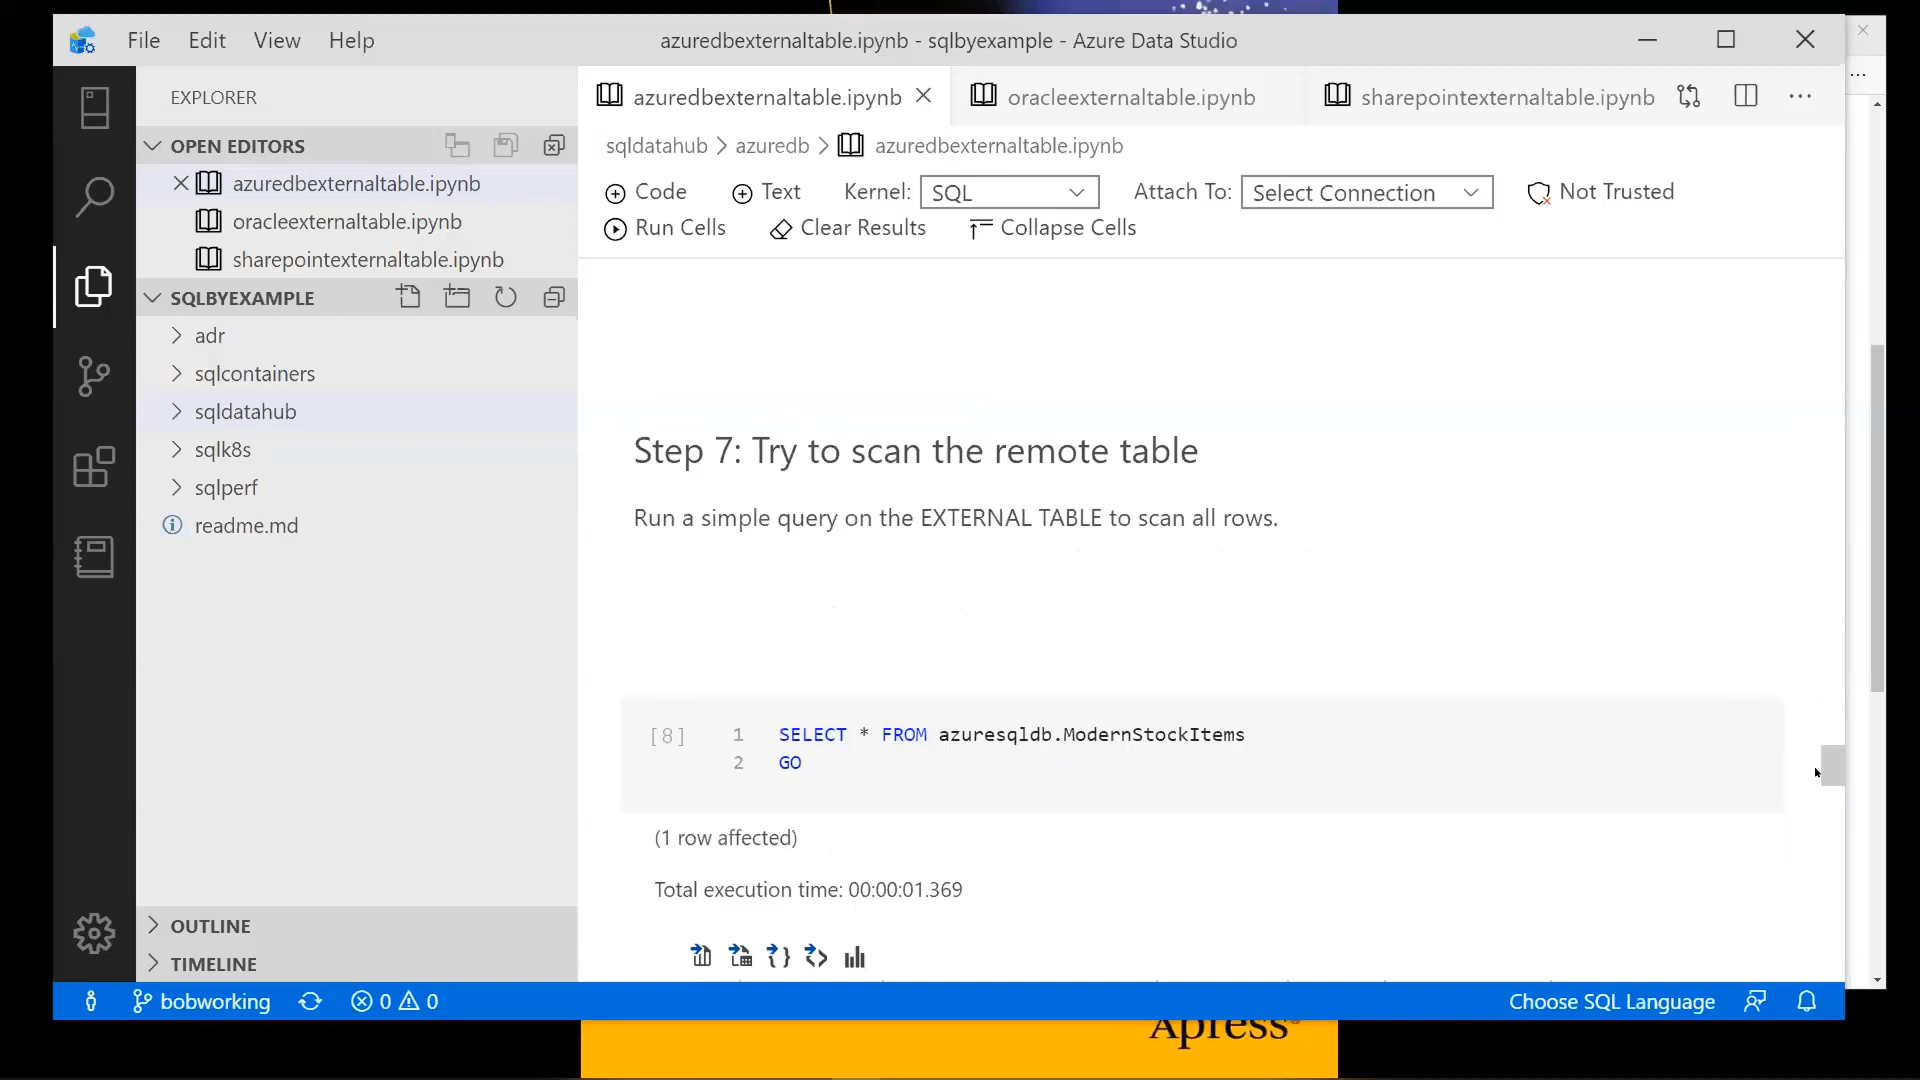 File Edit View Help
azuredbexternaltable.ipynb - sqlbyexample - Azure Data Studio
EXPLORER
OPEN EDITORS
azuredbexternaltable.ipynb
oracleexternaltable.ipynb
sharepointexternaltable.ipynb
SQLBYEXAMPLE
adr
sqlcontainers
sqldatahub
sqlk8s
sqlperf
readme.md
OUTLINE
TIMELINE
azuredbexternaltable.ipynb oracleexternaltable.ipynb sharepointexternaltable.ipynb
sqldatahub > azuredb > azuredbexternaltable.ipynb
Code Text Kernel: SQL Attach To: Select Connection Not Trusted
Run Cells Clear Results Collapse Cells
Step 7: Try to scan the remote table
Run a simple query on the EXTERNAL TABLE to scan all rows.
[8] 1 SELECT * FROM azuresqldb.ModernStockItems
2 GO
(1 row affected)
Total execution time: 00:00:01.369
bobworking 0 0 Choose SQL Language
Apress®